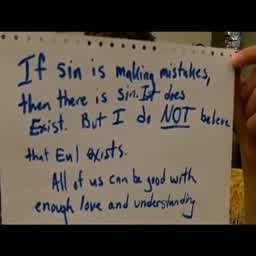 If sin is making mistakes,
then there is sin. It does
Exist. But I do NOT believe
that Evil exists.
All of us can be good with
enough love and understanding.